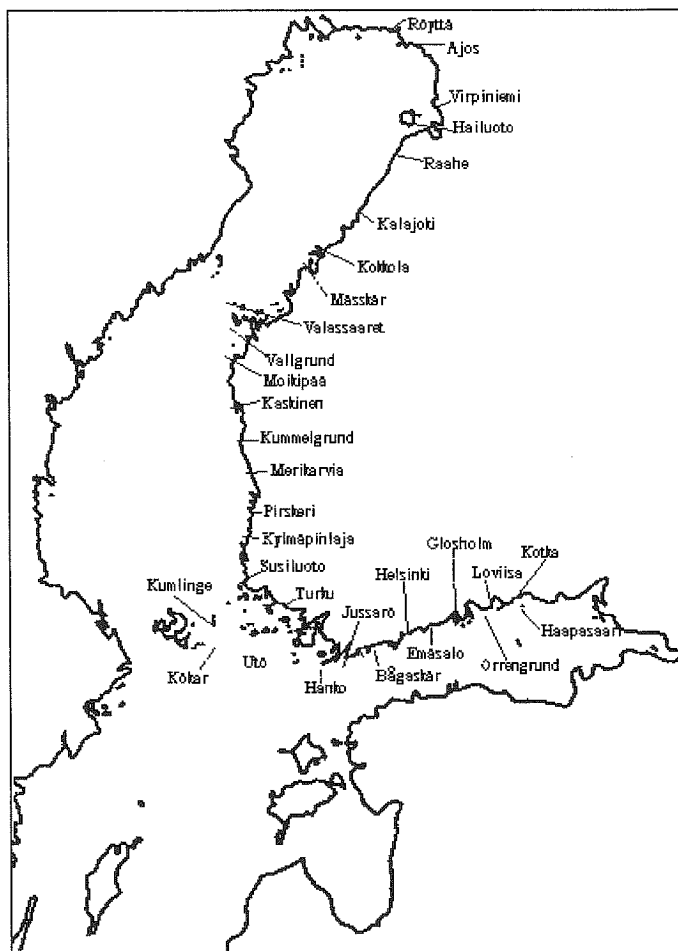 Röyttä
Ajos
Virpiniemi
Hailuoto
Raahe
Kalajoki
Kokkola
Mässkär
Valassaaret
Vallgrund
Moikipää
Kaskinen
Kummelgrund
Merikarvia
Pirskeri
Kylmäpihlaja
Susiluoto
Turku
Kumlinge
Kökar
Utö
Hanko
Jussarö
Helsinki
Bågaskär
Emäsalo
Glosholm
Loviisa
Kotka
Haapasaari
Orrengrund